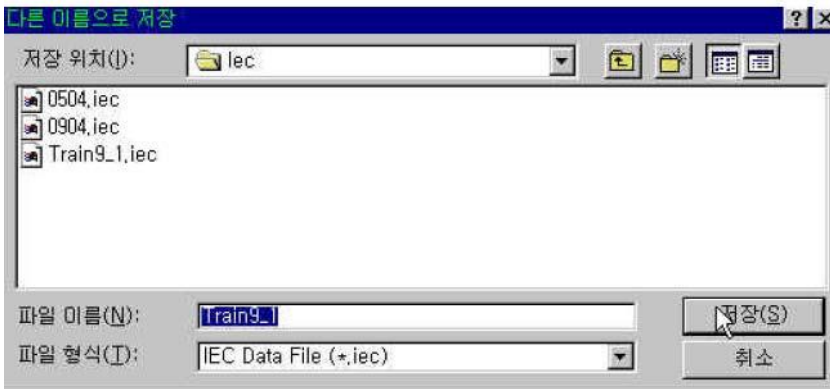 다른 이름으로 저장
저장 위치(I): Iec
0504.iec
0904.iec
Train9_1.iec
파일 이름(N): Train9_1 저장(S)
파일 형식(T): IEC Data File (*.iec) 취소